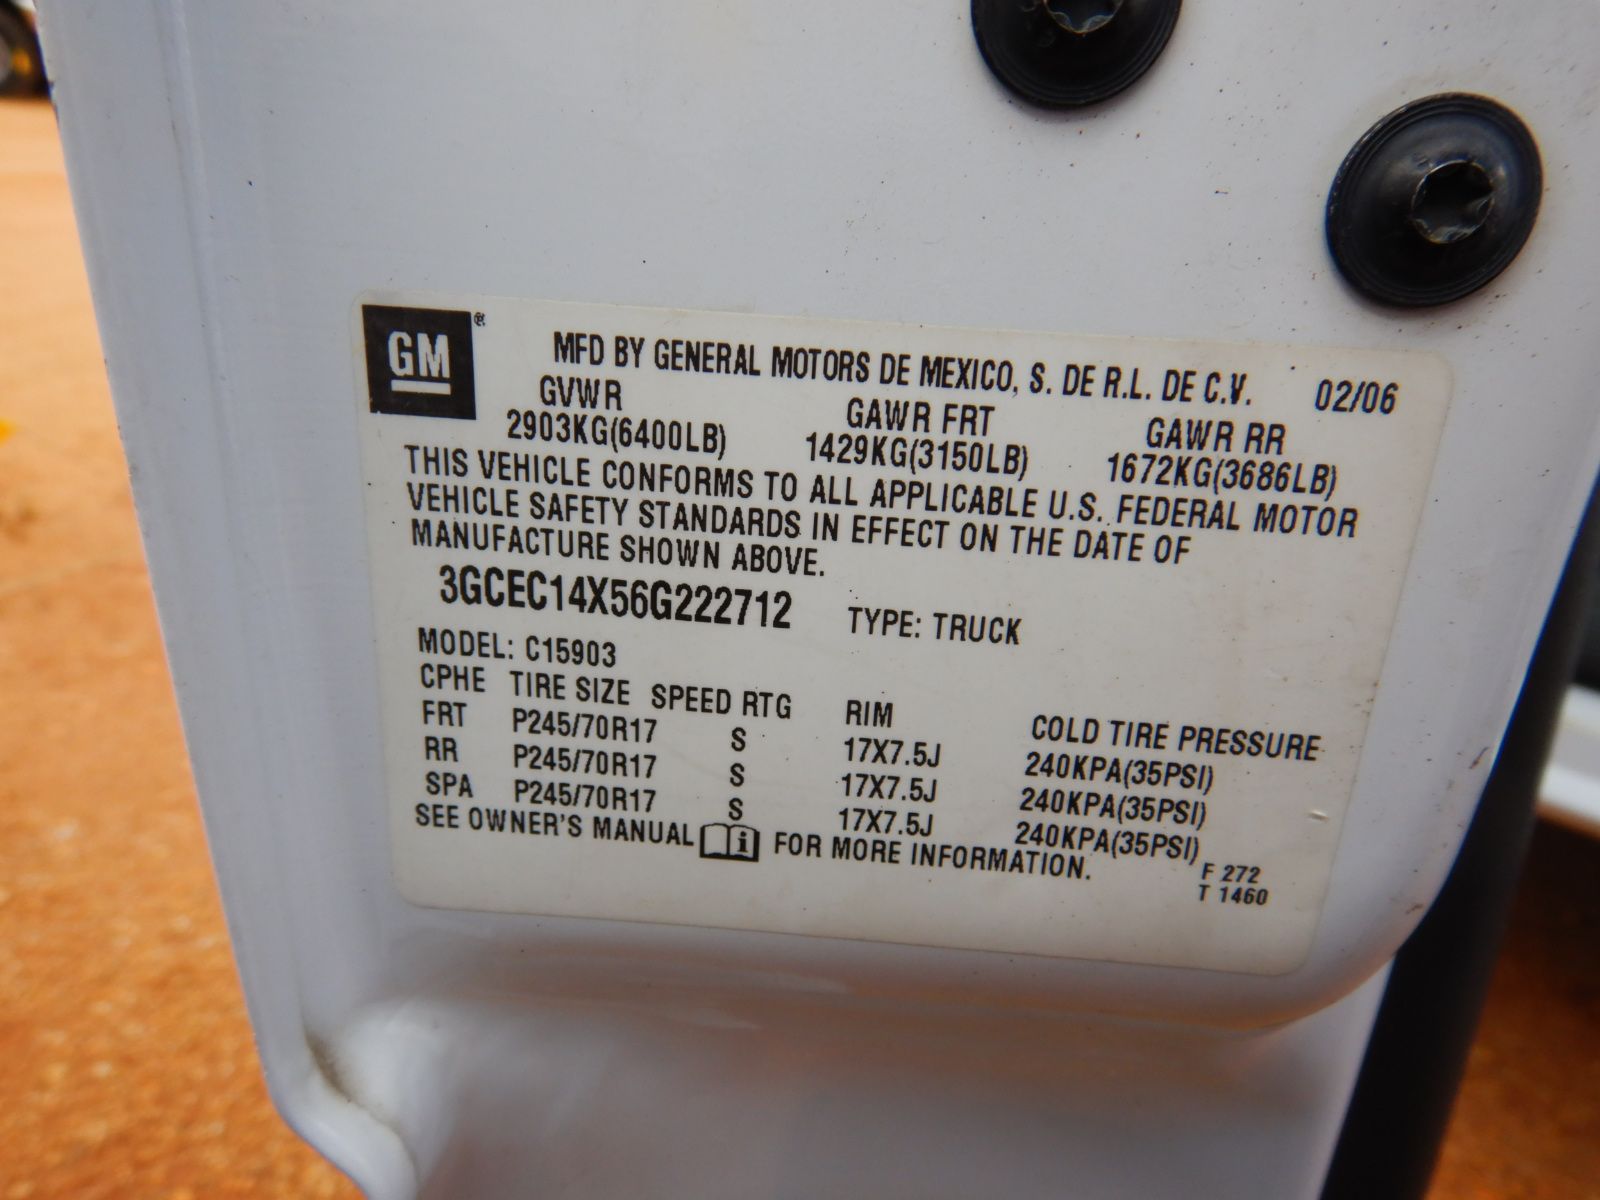 GM®
MFD BY GENERAL MOTORS DE MEXICO, S. DE R.L. DE C.V. 02/06
GVWR GAWR FRT GAWR RR
2903KG(6400LB) 1429KG(3150LB) 1672KG(3686LB)
THIS VEHICLE CONFORMS TO ALL APPLICABLE U.S. FEDERAL MOTOR
VEHICLE SAFETY STANDARDS IN EFFECT ON THE DATE OF
MANUFACTURE SHOWN ABOVE.
3GCEC14X56G222712 TYPE: TRUCK
MODEL: C15903
CPHE TIRE SIZE SPEED RTG RIM COLD TIRE PRESSURE
FRT P245/70R17 S 17X7.5J 240KPA(35PSI)
RR P245/70R17 S 17X7.5J 240KPA(35PSI)
SPA P245/70R17 S 17X7.5J 240KPA(35PSI)
SEE OWNER'S MANUAL i FOR MORE INFORMATION.
F 272
T 1460